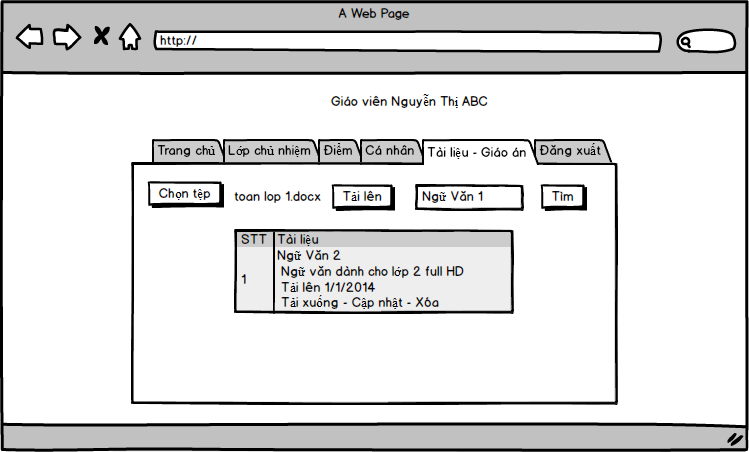 A Web Page
http://
Giáo viên Nguyễn Thị ABC
Trang chủ Lớp chủ nhiệm Điểm Cá nhân Tài liệu - Giáo án Đăng xuất
Chọn tệp toan lop 1.docx Tải lên Ngữ Văn 1 Tìm
STT Tài liệu
Ngữ Văn 2
1 Ngữ văn dành cho lớp 2 full HD
Tải lên 1/1/2014
Tải xuống - Cập nhật - Xóa